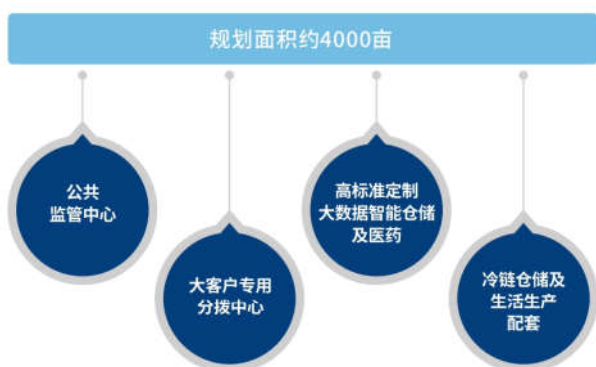 规划面积约4000亩
公共
监管中心
大客户专用
分拨中心
高标准定制
大数据智能仓储
及医药
冷链仓储及
生活生产
配套